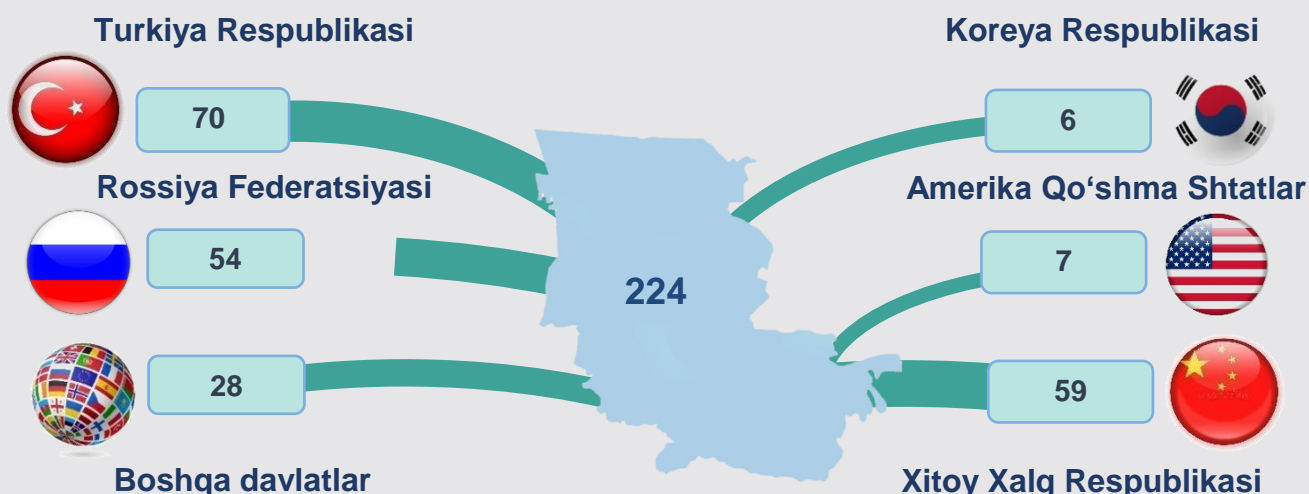 Turkiya Respublikasi
70
Rossiya Federatsiyasi
54
28
Boshqa davlatlar
224
Koreya Respublikasi
6
Amerika Qo‘shma Shtatlar
7
59
Xitoy Xalq Respublikasi